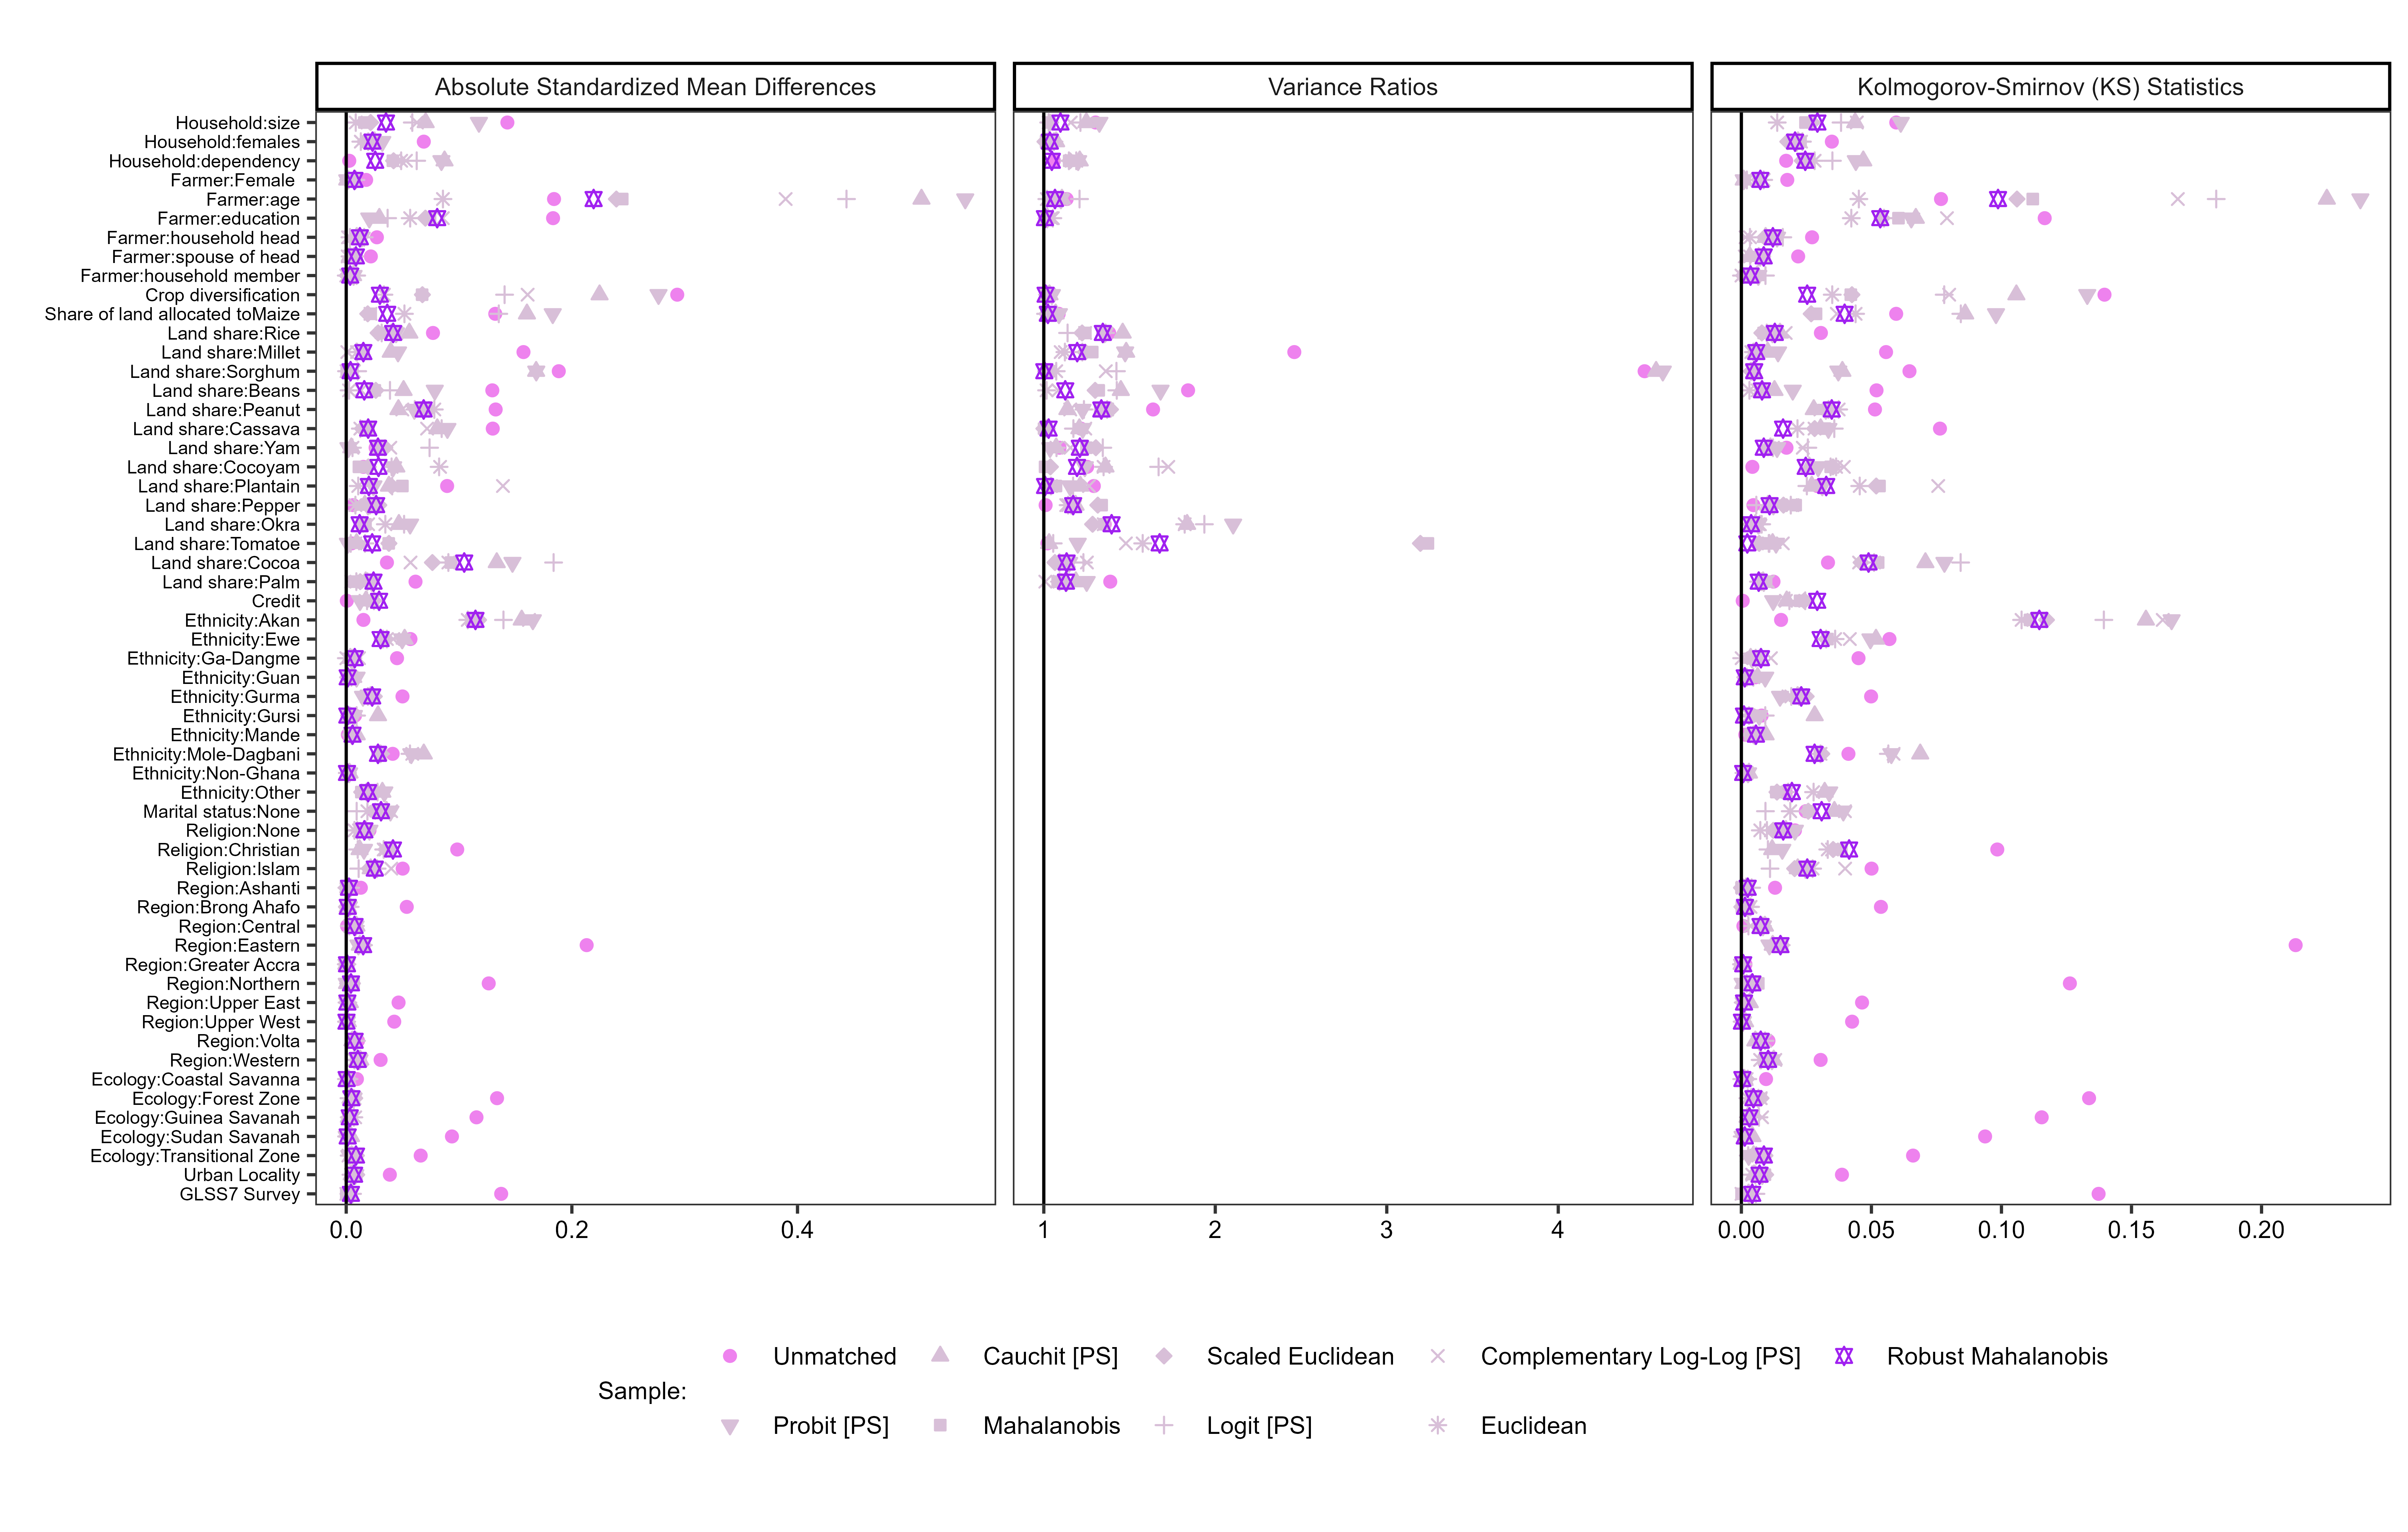 Absolute Standardized Mean Differences
Variance Ratios
Kolmogorov-Smirnov (KS) Statistics
Household:size
Household:females
Household:dependency
Farmer:Female
Farmer:age
Farmer:education
Farmer:household head
Farmer:spouse of head
Farmer:household member
Crop diversification
Share of land allocated toMaize
Land share:Rice
Land share:Millet
Land share:Sorghum
Land share:Beans
Land share:Peanut
Land share:Cassava
Land share:Yam
Land share:Cocoyam
Land share:Plantain
Land share:Pepper
Land share:Okra
Land share:Tomatoe
Land share:Cocoa
Land share:Palm
Credit
Ethnicity:Akan
Ethnicity:Ewe
Ethnicity:Ga-Dangme
Ethnicity:Guan
Ethnicity:Gurma
Ethnicity:Gursi
Ethnicity:Mande
Ethnicity:Mole-Dagbani
Ethnicity:Non-Ghana
Ethnicity:Other
Marital status:None
Religion:None
Religion:Christian
Religion:Islam
Region:Ashanti
Region:Brong Ahafo
Region:Central
Region:Eastern
Region:Greater Accra
Region:Northern
Region:Upper East
Region:Upper West
Region:Volta
Region:Western
Ecology:Coastal Savanna
Ecology:Forest Zone
Ecology:Guinea Savanah
Ecology:Sudan Savanah
Ecology:Transitional Zone
Urban Locality
GLSS7 Survey
0.0 0.2 0.4
1 2 3 4
0.00 0.05 0.10 0.15 0.20
Sample:
Unmatched Cauchit [PS] Scaled Euclidean Complementary Log-Log [PS] Robust Mahalanobis
Probit [PS] Mahalanobis Logit [PS] Euclidean